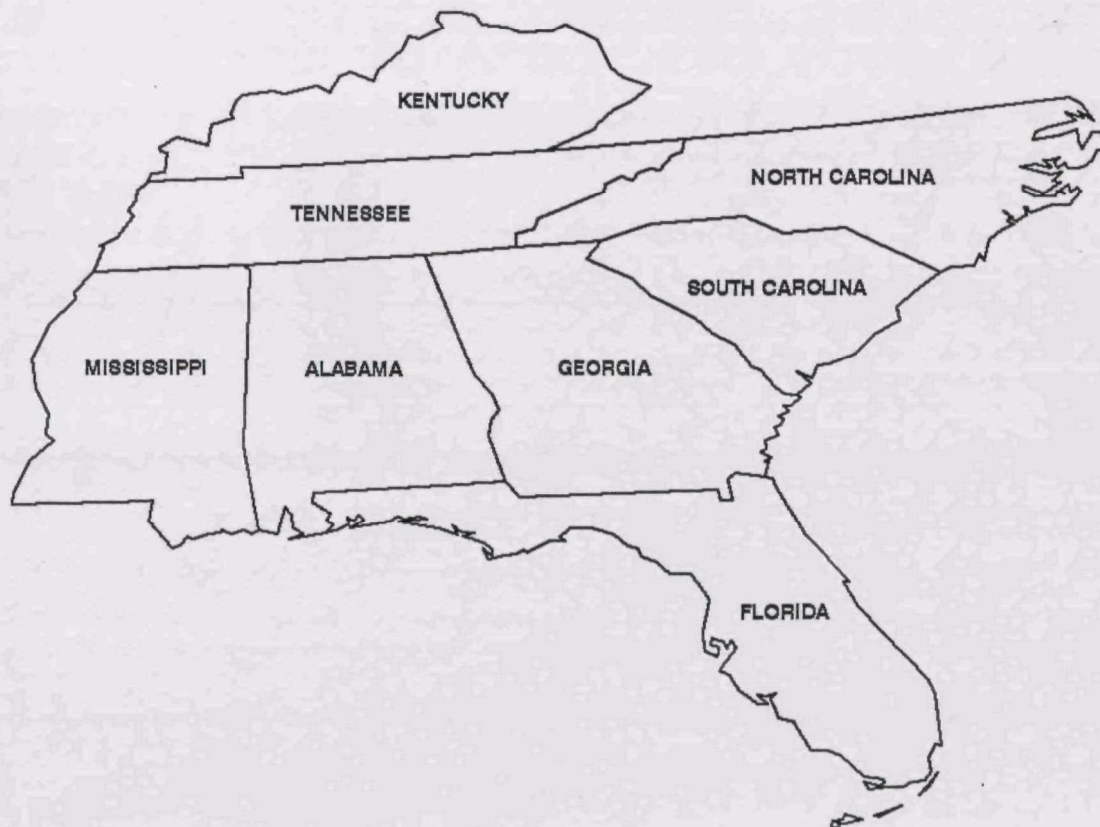 KENTUCKY
NORTH CAROLINA
TENNESSEE
SOUTH CAROLINA
MISSISSIPPI
ALABAMA
GEORGIA
FLORIDA